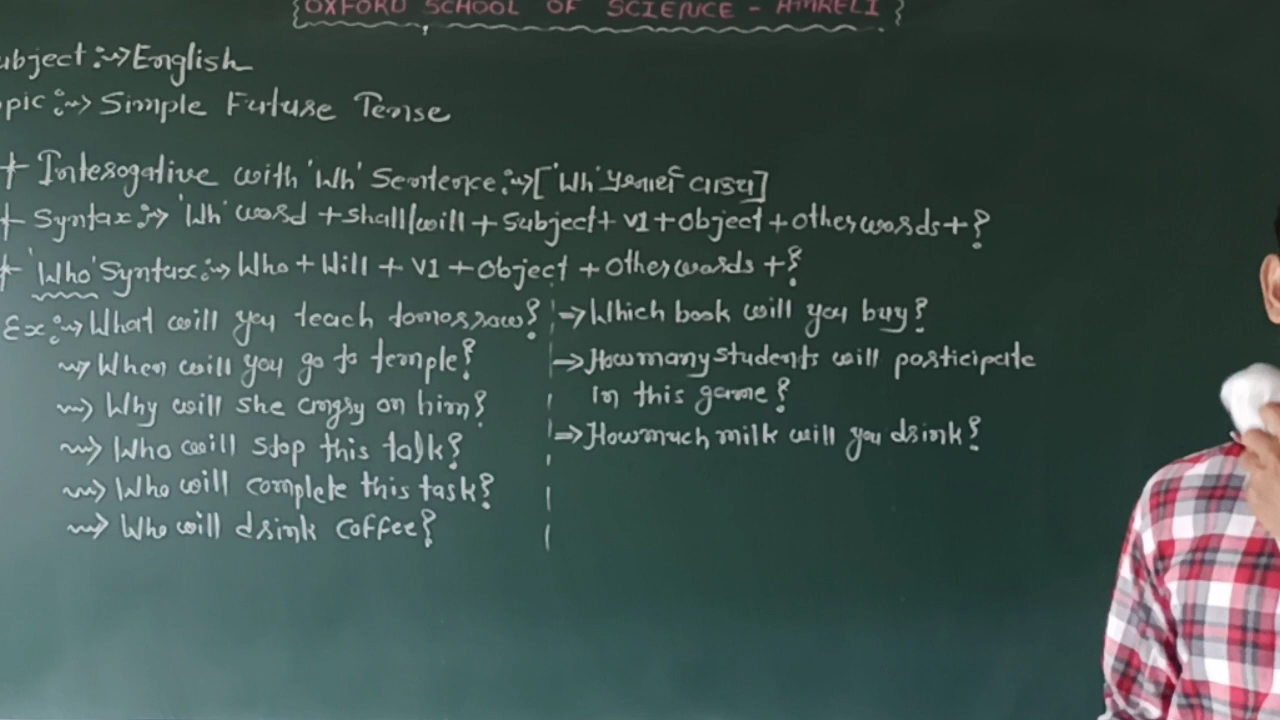 OXFORD SCHOOL OF SCIENCE - AMRELI
ubject :~> English
pic :~> Simple Future Tense
+ Interogative with 'Wh' Sentence :~> ['Wh' પ્રશ્નાર્થ વાક્ય]
+ Syntax :~> 'Wh' word + shall/will + Subject + V1 + Object + other words + ?
+ 'Who' Syntax :~> Who + Will + V1 + Object + Other words + ?
Ex :~> What will you teach tomorrow?
~> When will you go to temple?
~> Why will she angry on him?
~> Who will stop this talk?
~> Who will complete this task?
~> Who will drink coffee?
=> Which book will you buy?
=> How many students will participate
in this game?
=> How much milk will you drink?